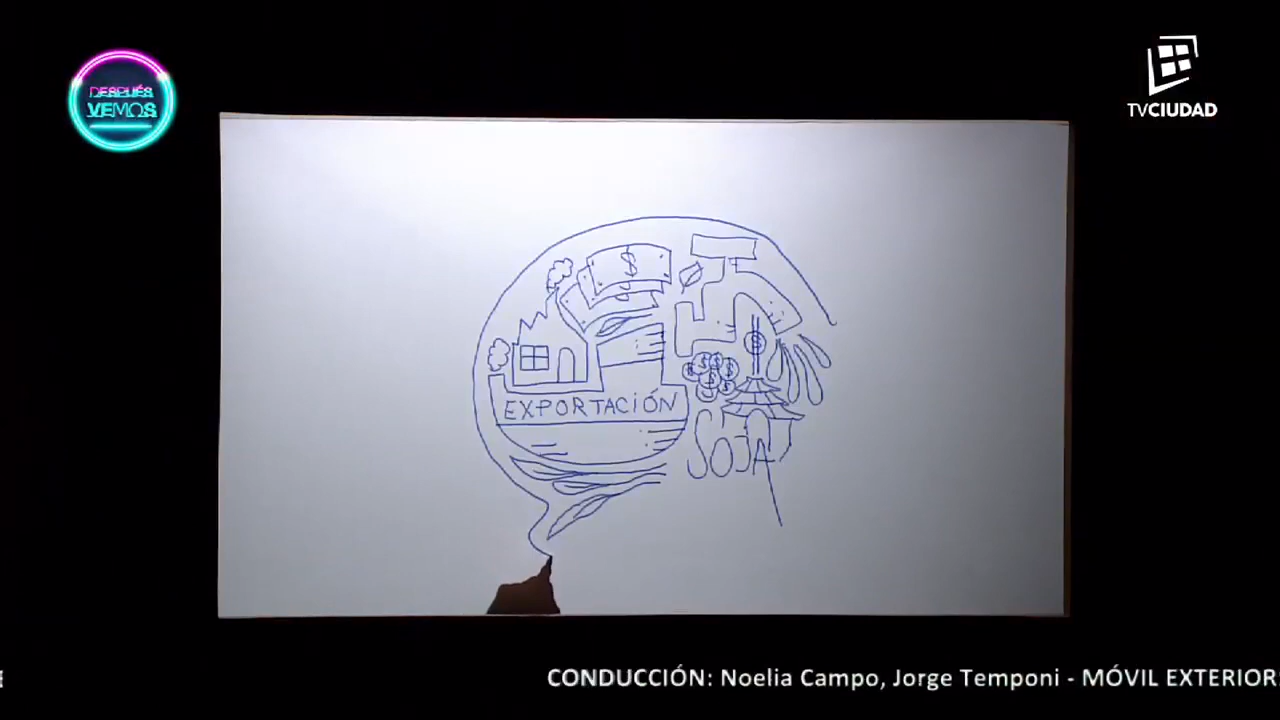 DESPUÉS
VEMOS
TVCIUDAD
$
$
EXPORTACIÓN
SOJA
CONDUCCIÓN: Noelia Campo, Jorge Temponi - MÓVIL EXTERIOR